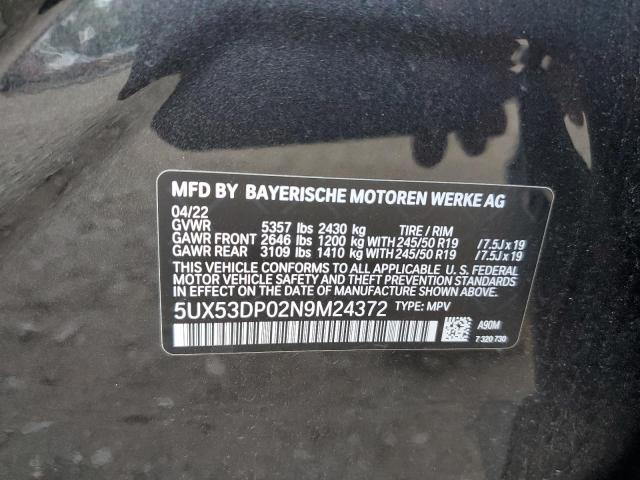 MFD BY BAYERISCHE MOTOREN WERKE AG
04/22
GVWR 5357 lbs 2430 kg TIRE / RIM
GAWR FRONT 2646 lbs 1200 kg WITH 245/50 R19 / 7.5J x 19
GAWR REAR 3109 lbs 1410 kg WITH 245/50 R19 / 7.5J x 19
THIS VEHICLE CONFORMS TO ALL APPLICABLE U. S. FEDERAL
MOTOR VEHICLE SAFETY AND THEFT PREVENTION STANDARDS
IN EFFECT ON THE DATE OF MANUFACTURE SHOWN ABOVE.
5UX53DP02N9M24372 TYPE: MPV
A90M
7 320 730